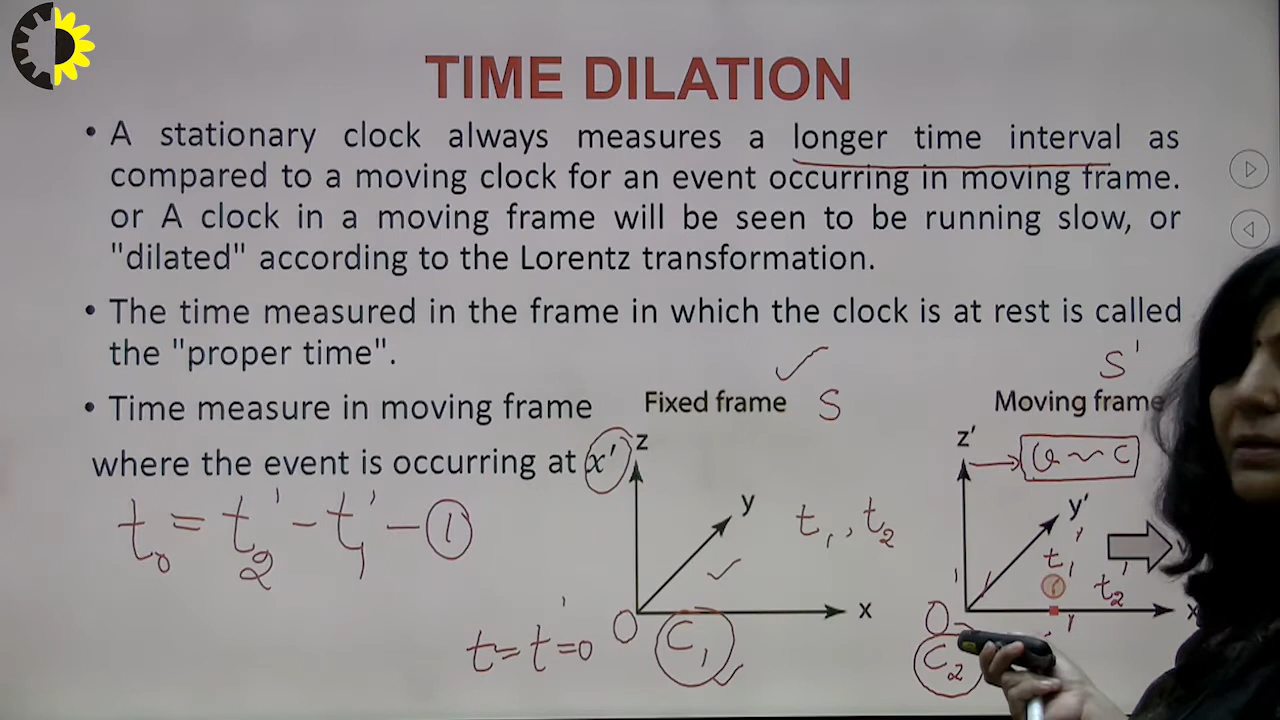 TIME DILATION
• A stationary clock always measures a longer time interval as
compared to a moving clock for an event occurring in moving frame.
or A clock in a moving frame will be seen to be running slow, or
"dilated" according to the Lorentz transformation.
• The time measured in the frame in which the clock is at rest is called
the "proper time".
• Time measure in moving frame
where the event is occurring at x'
t₀ = t₂' - t₁' - ①
t = t' = 0
Fixed frame S
z
y
t₁, t₂
x
O
C₁
S'
Moving frame
z'
v ~ c
y'
t₁'
t₂'
x
O
C₂